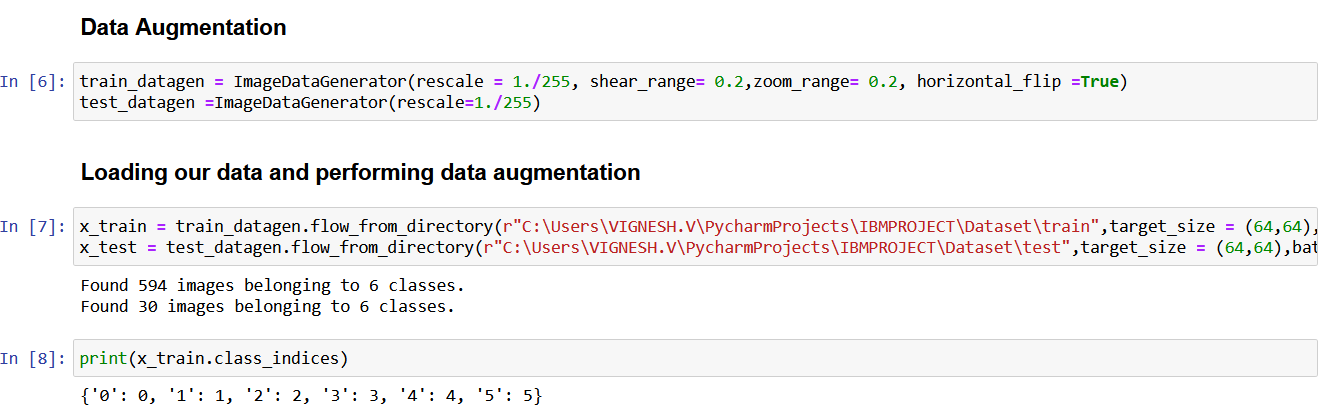 Data Augmentation
In [6]: train_datagen = ImageDataGenerator(rescale = 1./255, shear_range= 0.2,zoom_range= 0.2, horizontal_flip =True)
test_datagen =ImageDataGenerator(rescale=1./255)
Loading our data and performing data augmentation
In [7]: x_train = train_datagen.flow_from_directory(r"C:\Users\VIGNESH.V\PycharmProjects\IBMPROJECT\Dataset\train",target_size = (64,64),
x_test = test_datagen.flow_from_directory(r"C:\Users\VIGNESH.V\PycharmProjects\IBMPROJECT\Dataset\test",target_size = (64,64),bat
Found 594 images belonging to 6 classes.
Found 30 images belonging to 6 classes.
In [8]: print(x_train.class_indices)
{'0': 0, '1': 1, '2': 2, '3': 3, '4': 4, '5': 5}